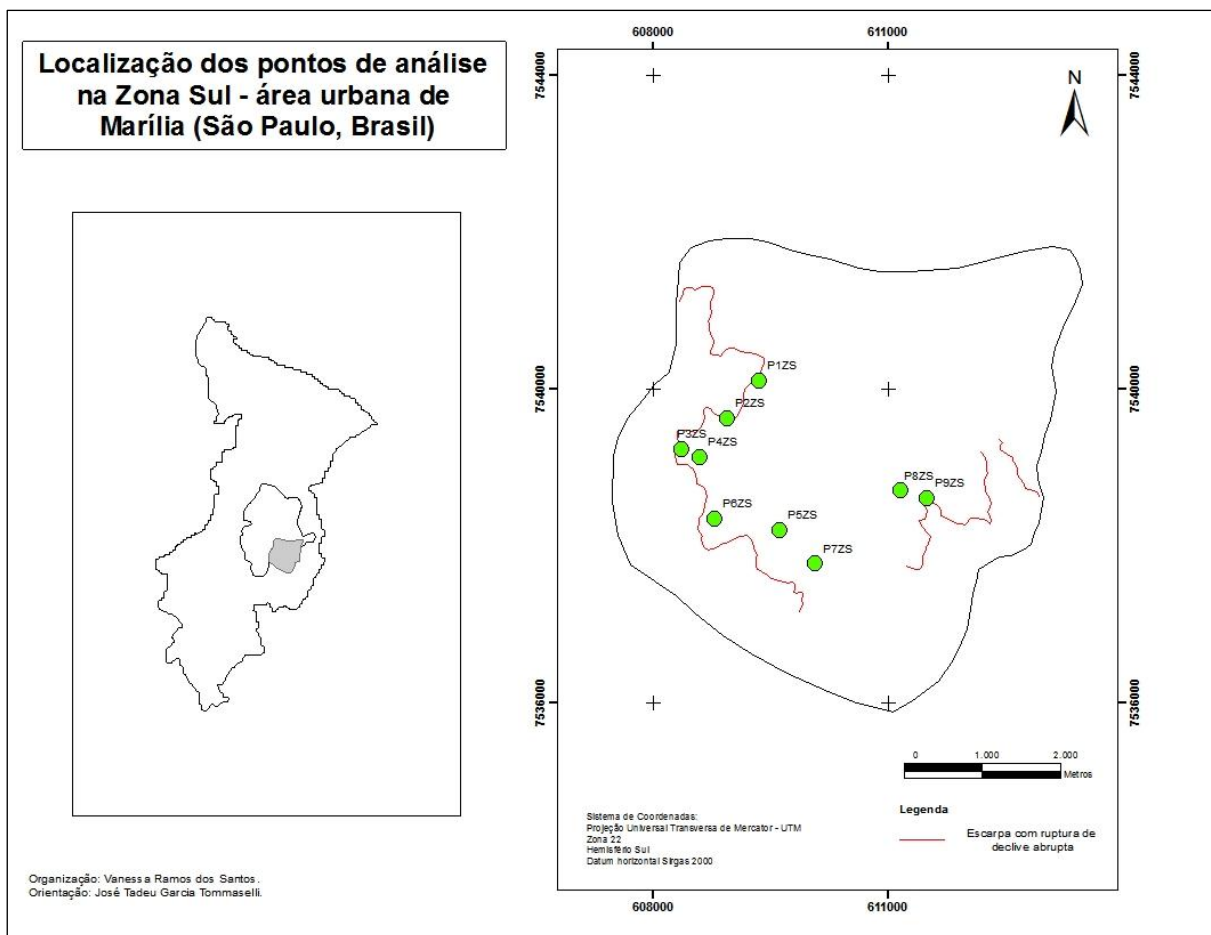 Localização dos pontos de análise
na Zona Sul - área urbana de
Marília (São Paulo, Brasil)
608000
611000
7544000
7544000
N
P1ZS
7540000
7540000
P2ZS
P3ZS
P4ZS
P8ZS
P9ZS
P6ZS
P5ZS
P7ZS
7536000
7536000
0 1.000 2.000
Metros
Legenda
Escarpa com ruptura de
declive abrupta
Sistema de Coordenadas:
Projeção Universal Transversa de Mercator - UTM
Zona 22
Hemisfério Sul
Datum horizontal Sirgas 2000
608000
611000
Organização: Vanessa Ramos dos Santos.
Orientação: José Tadeu Garcia Tommaselli.